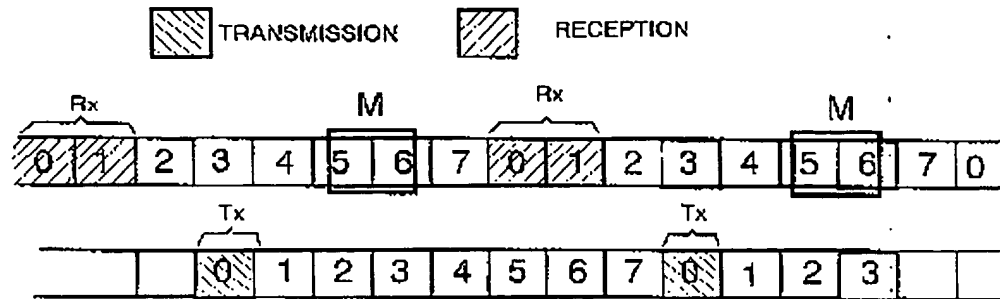 TRANSMISSION RECEPTION
Rx M Rx M
0 1 2 3 4 5 6 7 0 1 2 3 4 5 6 7 0
Tx Tx
0 1 2 3 4 5 6 7 0 1 2 3